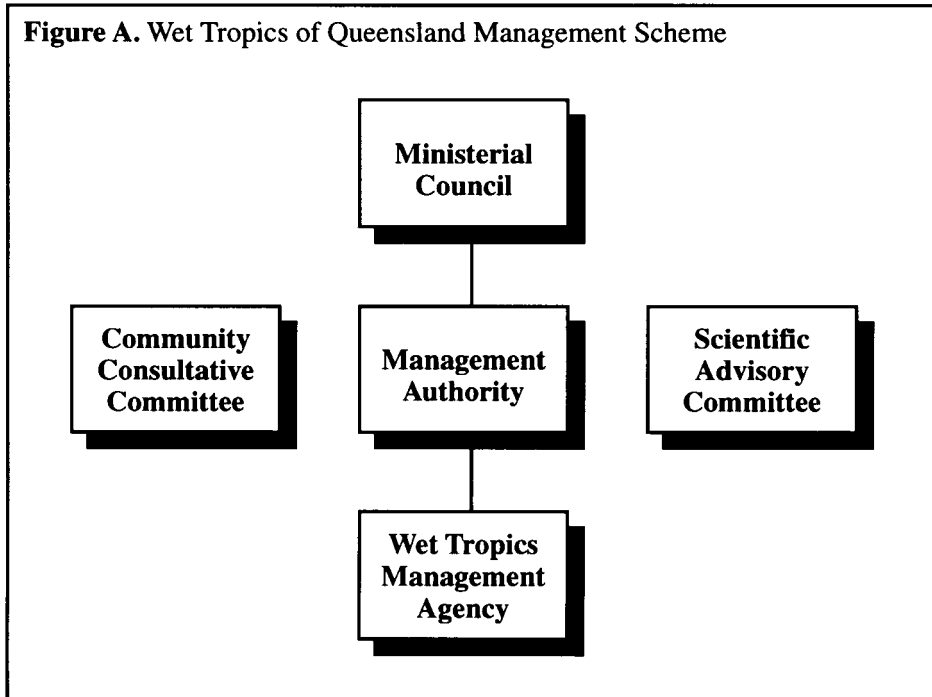 Figure A. Wet Tropics of Queensland Management Scheme
Ministerial
Council
Community
Consultative
Committee
Management
Authority
Scientific
Advisory
Committee
Wet Tropics
Management
Agency